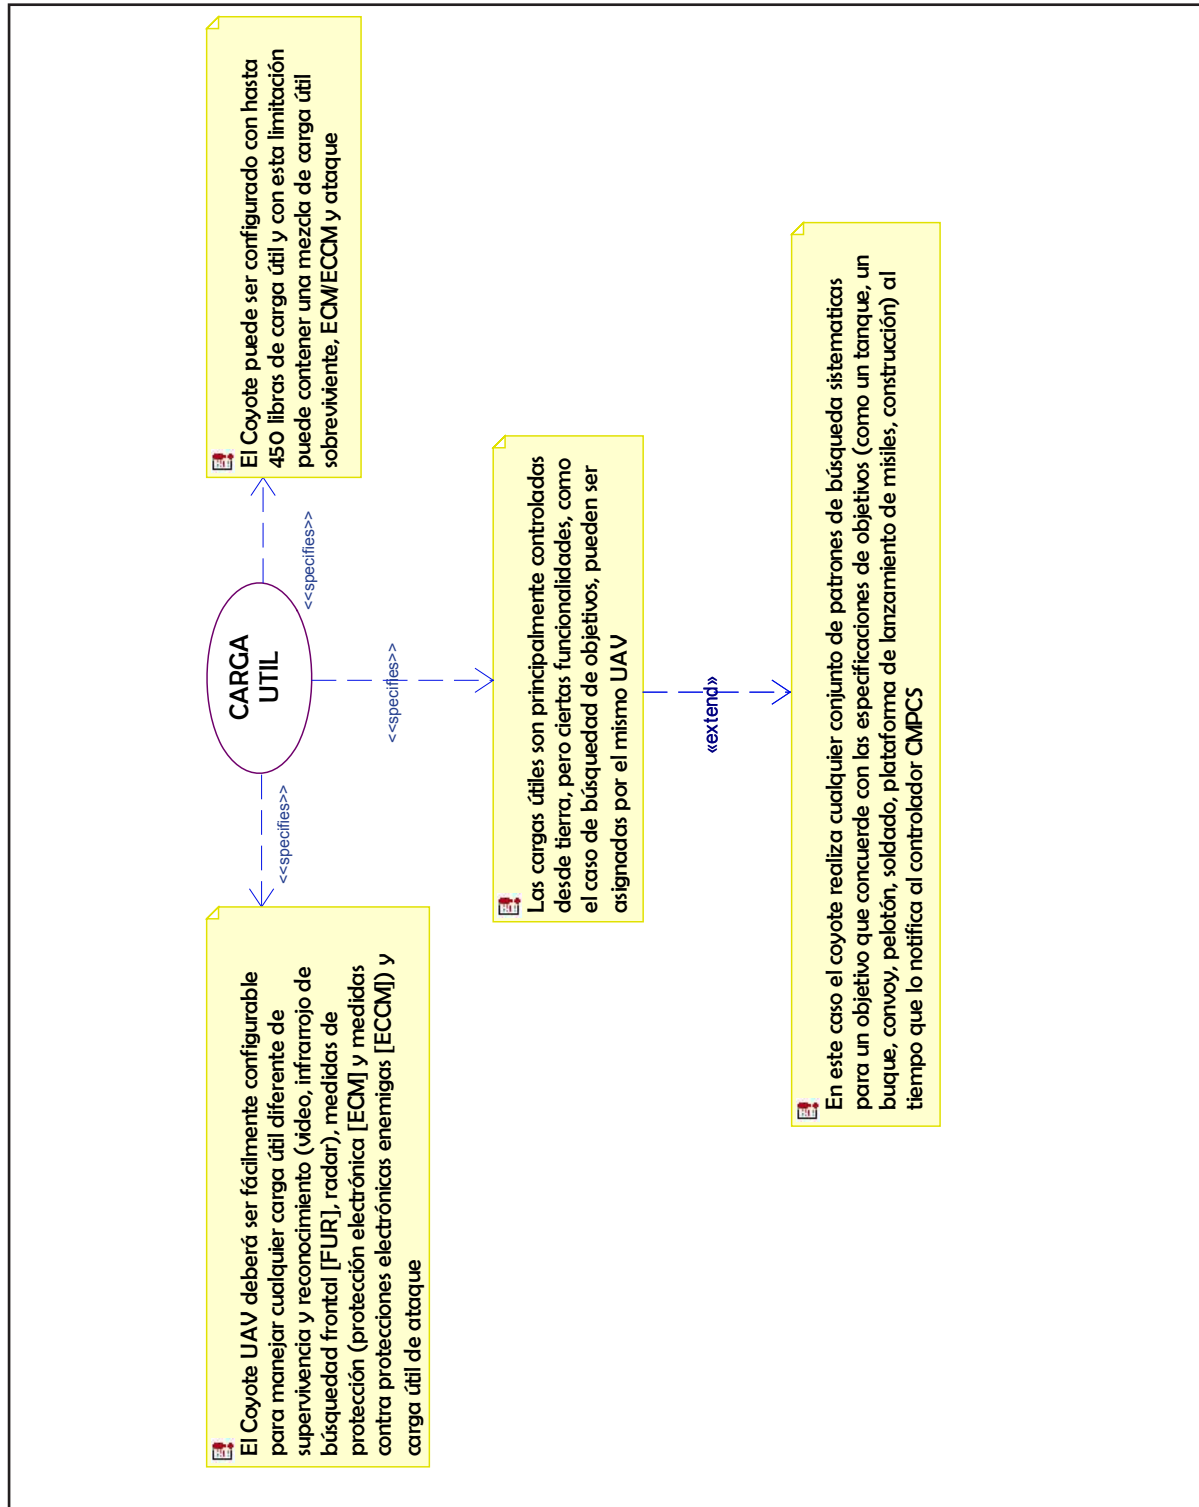 El Coyote UAV deberá ser fácilmente configurable
para manejar cualquier carga útil diferente de
supervivencia y reconocimiento (video, infrarrojo de
búsquedad frontal [FUR], radar), medidas de
protección (protección electrónica [ECM] y medidas
contra protecciones electrónicas enemigas [ECCM]) y
carga útil de ataque
<<specifies>>
CARGA
UTIL
<<specifies>>
El Coyote puede ser configurado con hasta
450 libras de carga útil y con esta limitación
puede contener una mezcla de carga útil
sobreviviente, ECM/ECCM y ataque
<<specifies>>
Las cargas útiles son principalmente controladas
desde tierra, pero ciertas funcionalidades, como
el caso de búsquedad de objetivos, pueden ser
asignadas por el mismo UAV
«extend»
En este caso el coyote realiza cualquier conjunto de patrones de búsqueda sistematicas
para un objetivo que concuerde con las especificaciones de objetivos (como un tanque, un
buque, convoy, pelotón, soldado, plataforma de lanzamiento de misiles, construcción) al
tiempo que lo notifica al controlador CMPCS